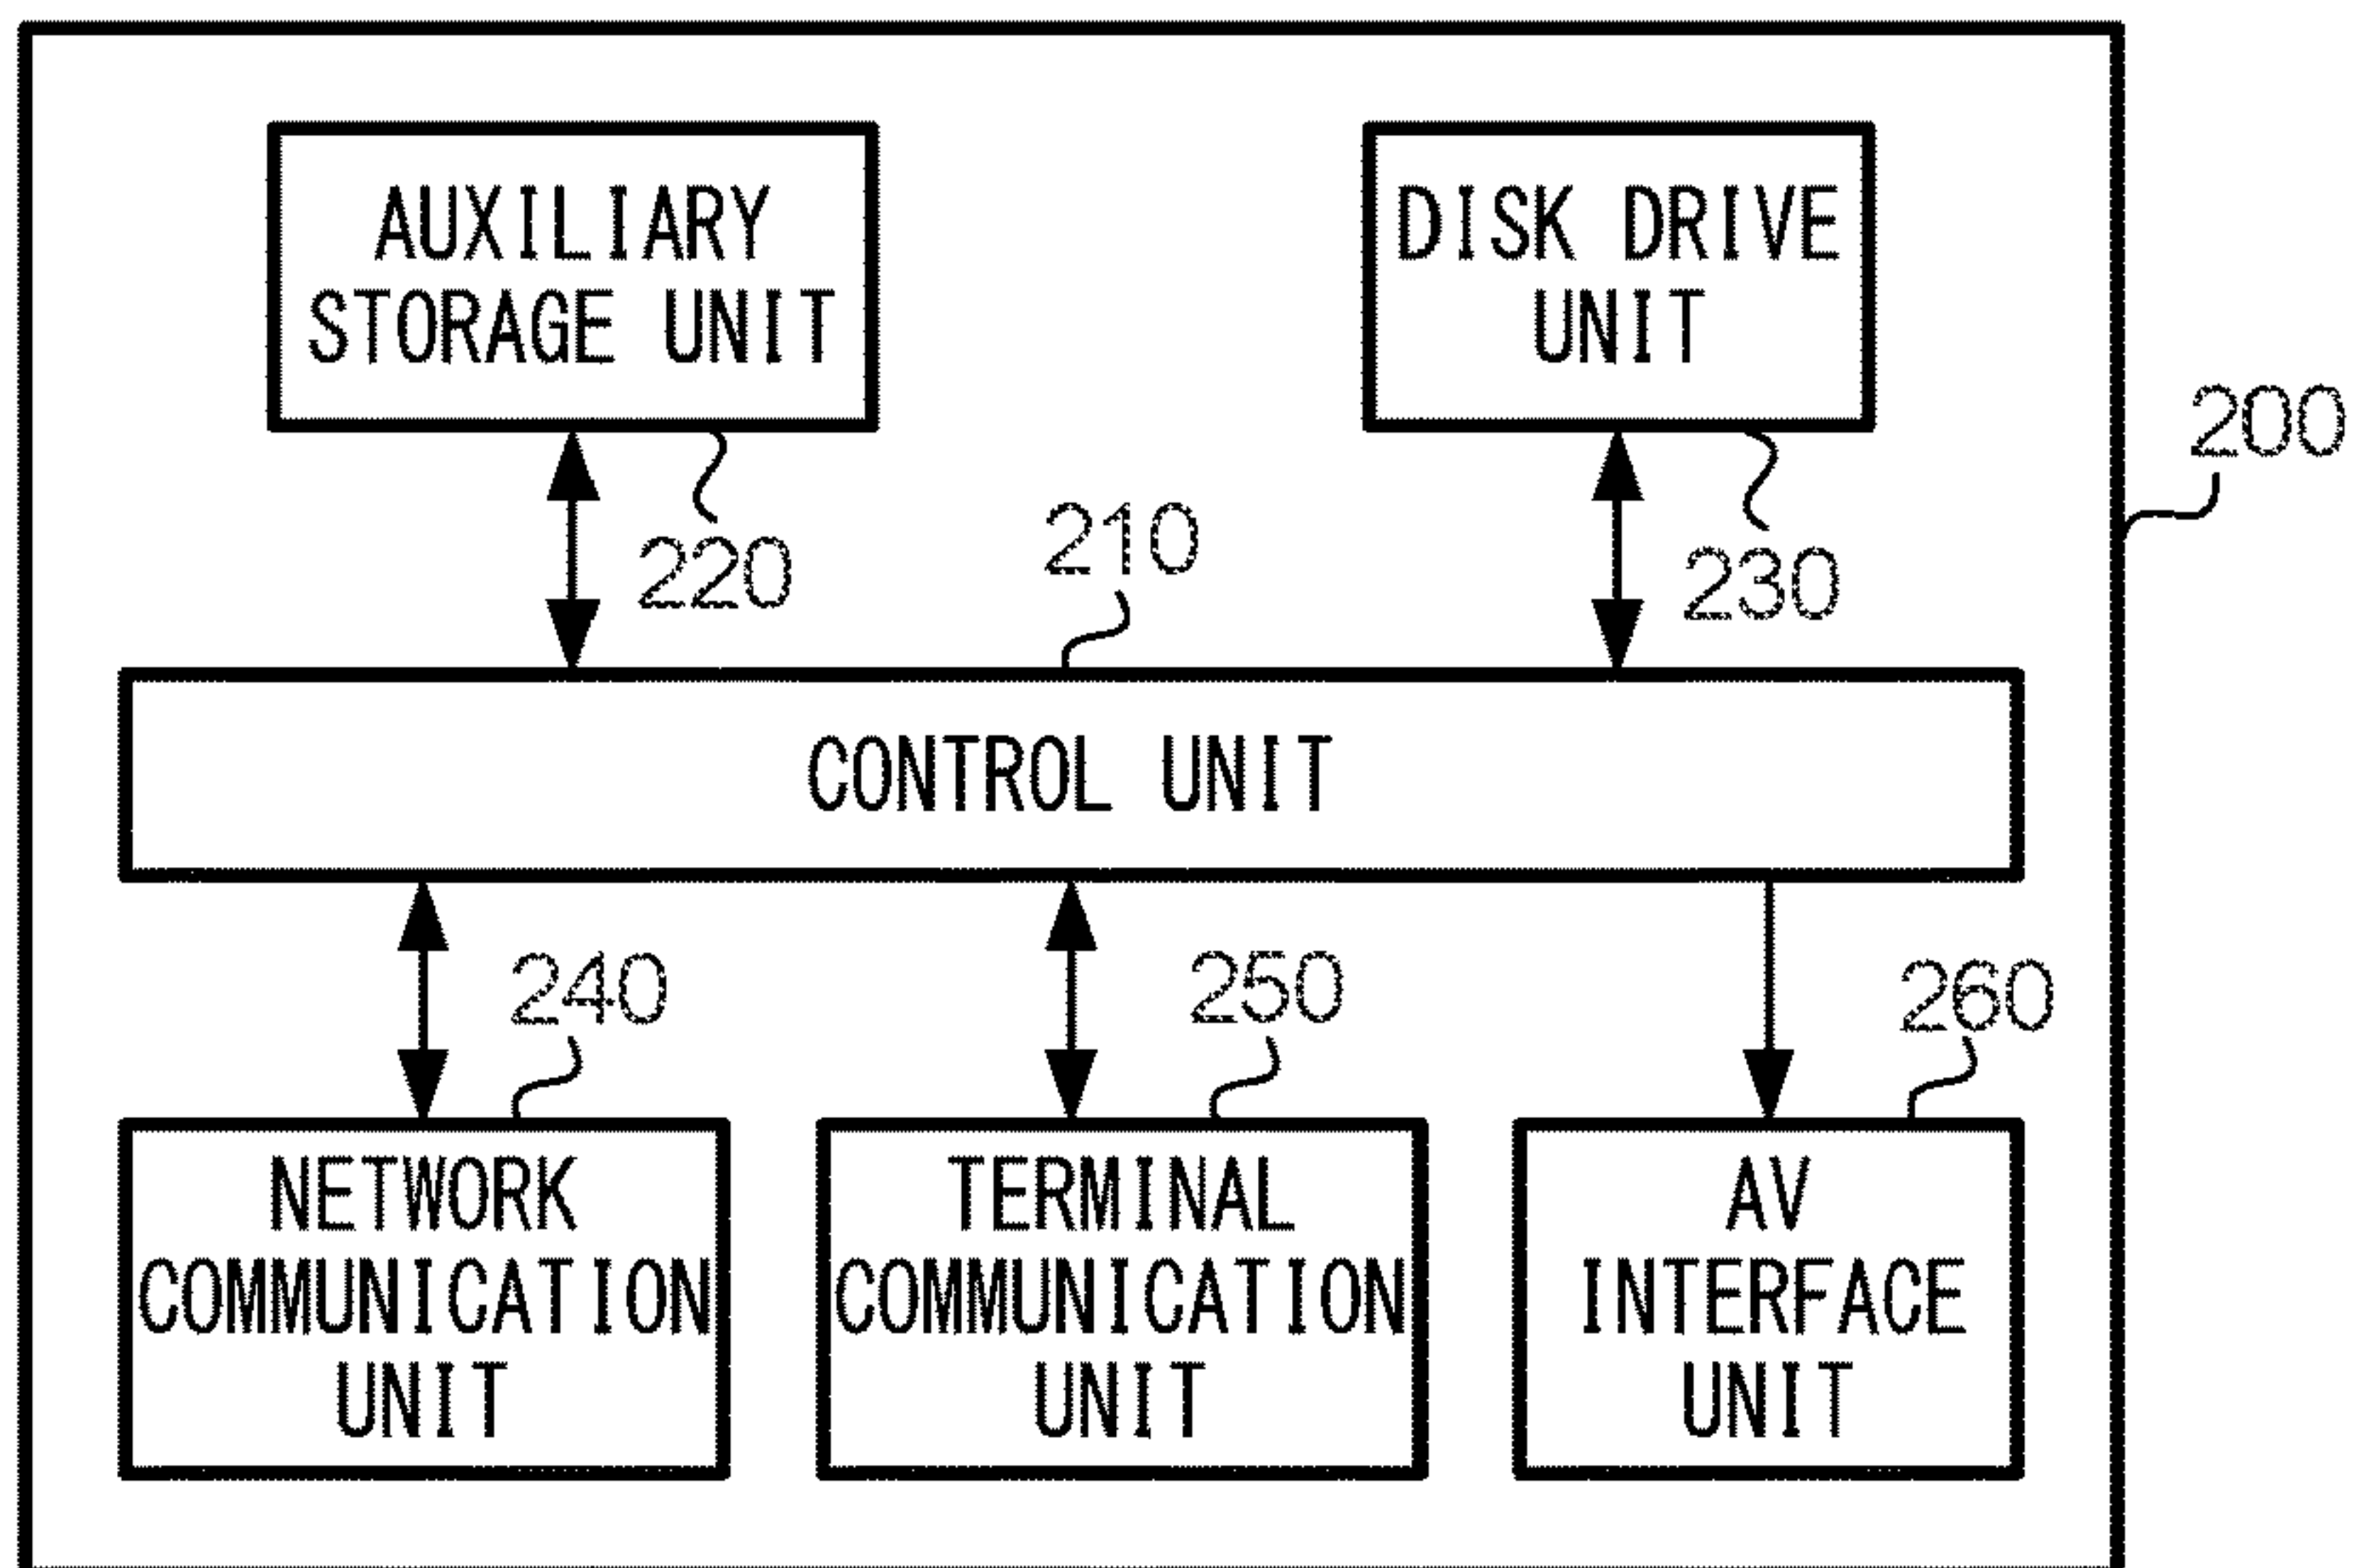 AUXILIARY
STORAGE UNIT
DISK DRIVE
UNIT
200
220
210
230
CONTROL UNIT
240
250
260
NETWORK
COMMUNICATION
UNIT
TERMINAL
COMMUNICATION
UNIT
AV
INTERFACE
UNIT